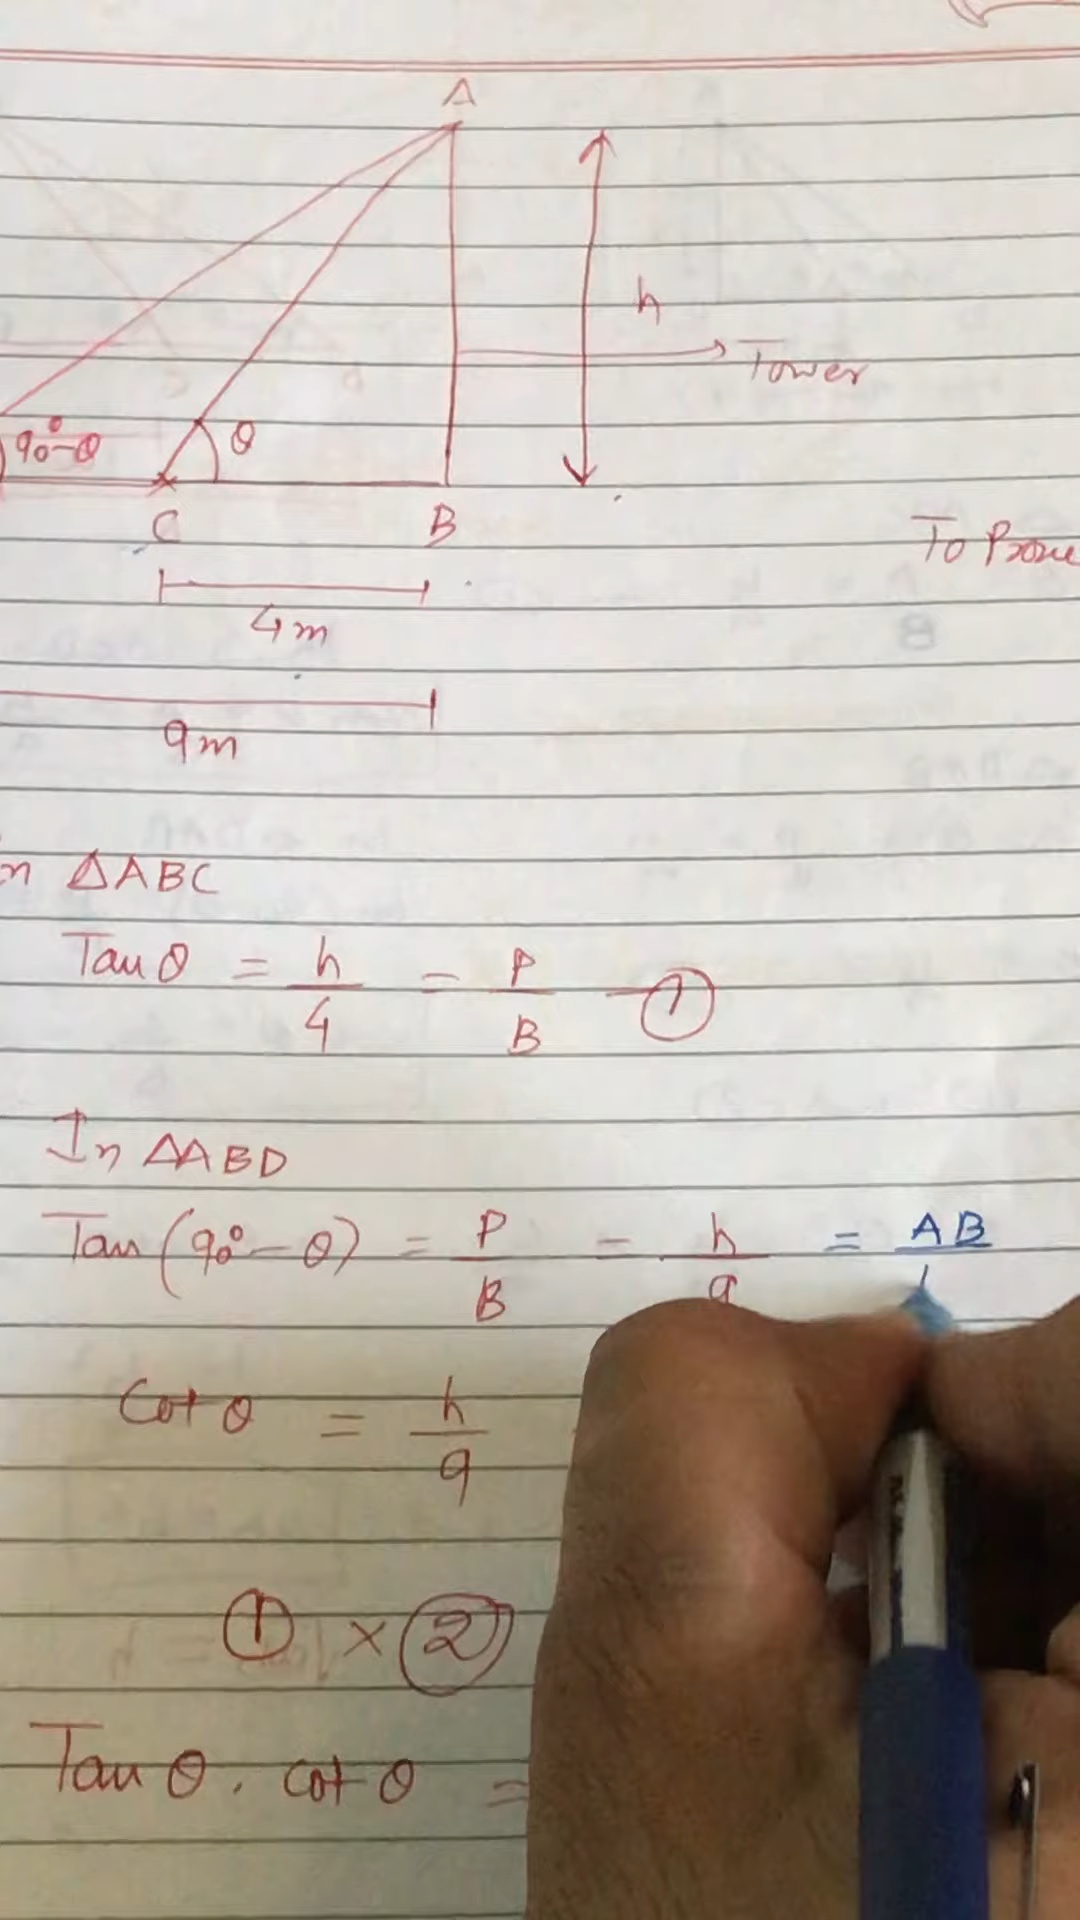 A
h
Tower
90°-θ θ
C B
To Prove
4m
9m
In ΔABC
Tan θ = h/4 = P/B - ①
In ΔABD
Tan (90° - θ) = P/B = h/9 = AB
Cot θ = h/9
① × ②
Tan θ . cot θ =